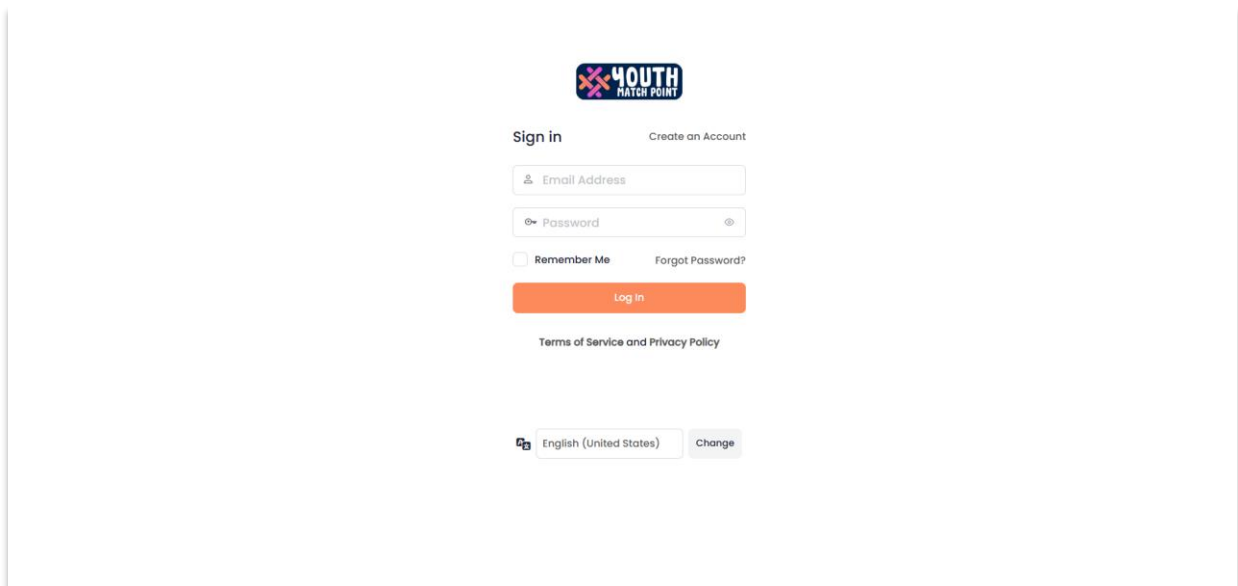 YOUTH
MATCH POINT
Sign in
Create an Account
Email Address
Password
Remember Me
Forgot Password?
Log In
Terms of Service and Privacy Policy
English (United States)
Change